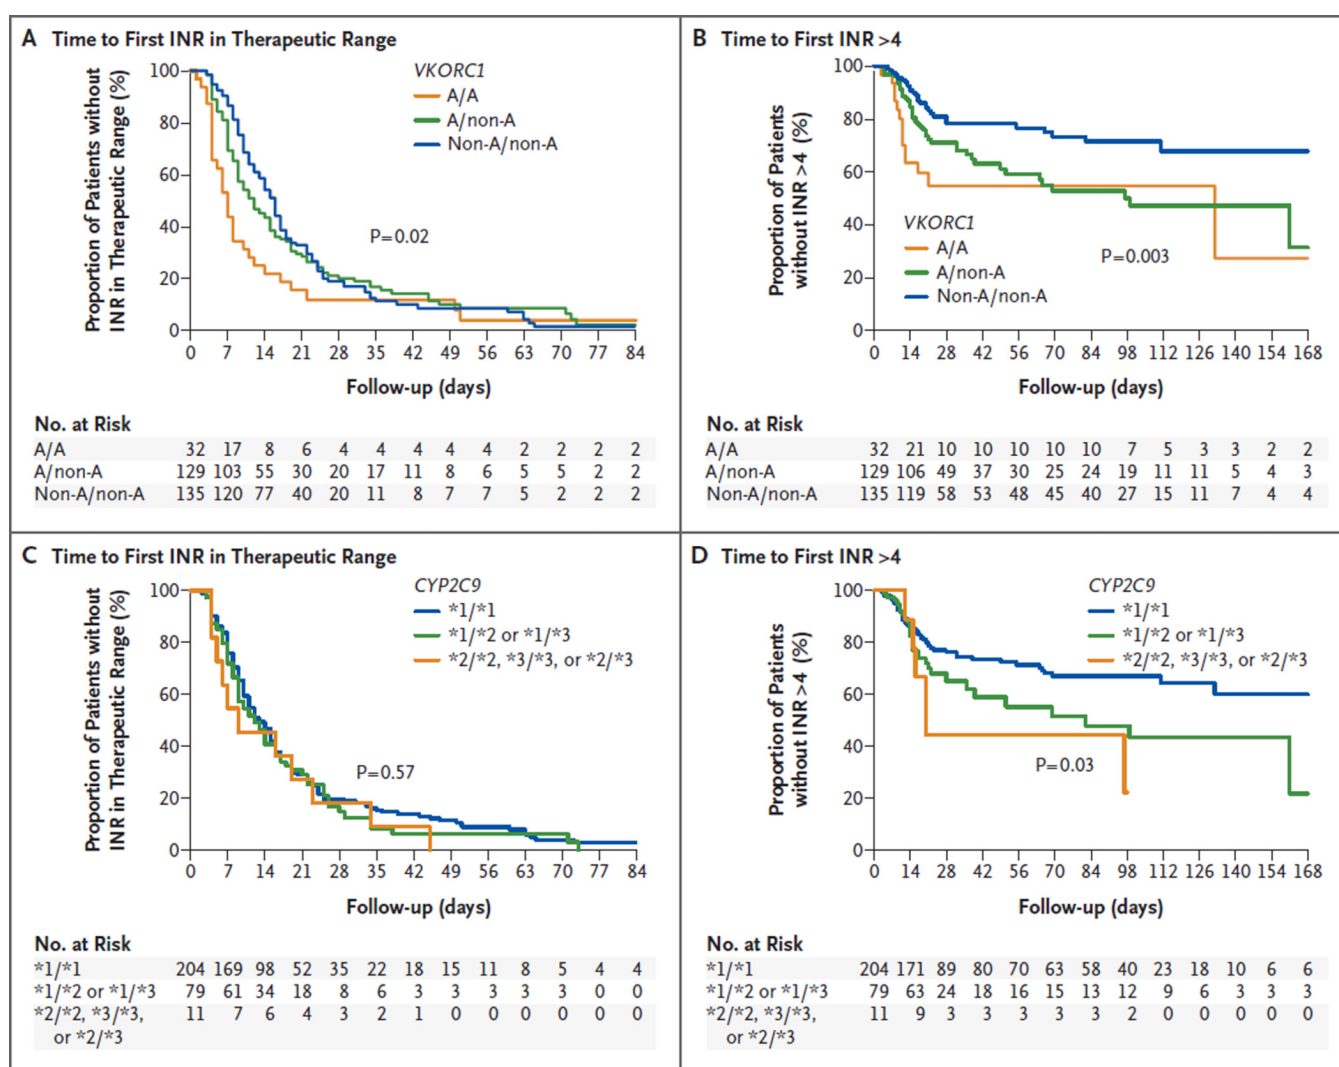 A Time to First INR in Therapeutic Range
Proportion of Patients without
INR in Therapeutic Range (%)
100
80
60
40
20
0
VKORC1
A/A
A/non-A
Non-A/non-A
P=0.02
0 7 14 21 28 35 42 49 56 63 70 77 84
Follow-up (days)
No. at Risk
A/A 32 17 8 6 4 4 4 4 4 2 2 2 2
A/non-A 129 103 55 30 20 17 11 8 6 5 5 2 2
Non-A/non-A 135 120 77 40 20 11 8 7 7 5 2 2 2
B Time to First INR >4
Proportion of Patients
without INR >4 (%)
100
80
60
40
20
0
VKORC1
A/A
A/non-A
Non-A/non-A
P=0.003
0 14 28 42 56 70 84 98 112 126 140 154 168
Follow-up (days)
No. at Risk
A/A 32 21 10 10 10 10 10 7 5 3 3 2 2
A/non-A 129 106 49 37 30 25 24 19 11 11 5 4 3
Non-A/non-A 135 119 58 53 48 45 40 27 15 11 7 4 4
C Time to First INR in Therapeutic Range
Proportion of Patients without
INR in Therapeutic Range (%)
100
80
60
40
20
0
CYP2C9
*1/*1
*1/*2 or *1/*3
*2/*2, *3/*3, or *2/*3
P=0.57
0 7 14 21 28 35 42 49 56 63 70 77 84
Follow-up (days)
No. at Risk
*1/*1 204 169 98 52 35 22 18 15 11 8 5 4 4
*1/*2 or *1/*3 79 61 34 18 8 6 3 3 3 3 3 0 0
*2/*2, *3/*3, 11 7 6 4 3 2 1 0 0 0 0 0 0
or *2/*3
D Time to First INR >4
Proportion of Patients
without INR >4 (%)
100
80
60
40
20
0
CYP2C9
*1/*1
*1/*2 or *1/*3
*2/*2, *3/*3, or *2/*3
P=0.03
0 14 28 42 56 70 84 98 112 126 140 154 168
Follow-up (days)
No. at Risk
*1/*1 204 171 89 80 70 63 58 40 23 18 10 6 6
*1/*2 or *1/*3 79 63 24 18 16 15 13 12 9 6 3 3 3
*2/*2, *3/*3, 11 9 3 3 3 3 3 2 0 0 0 0 0
or *2/*3